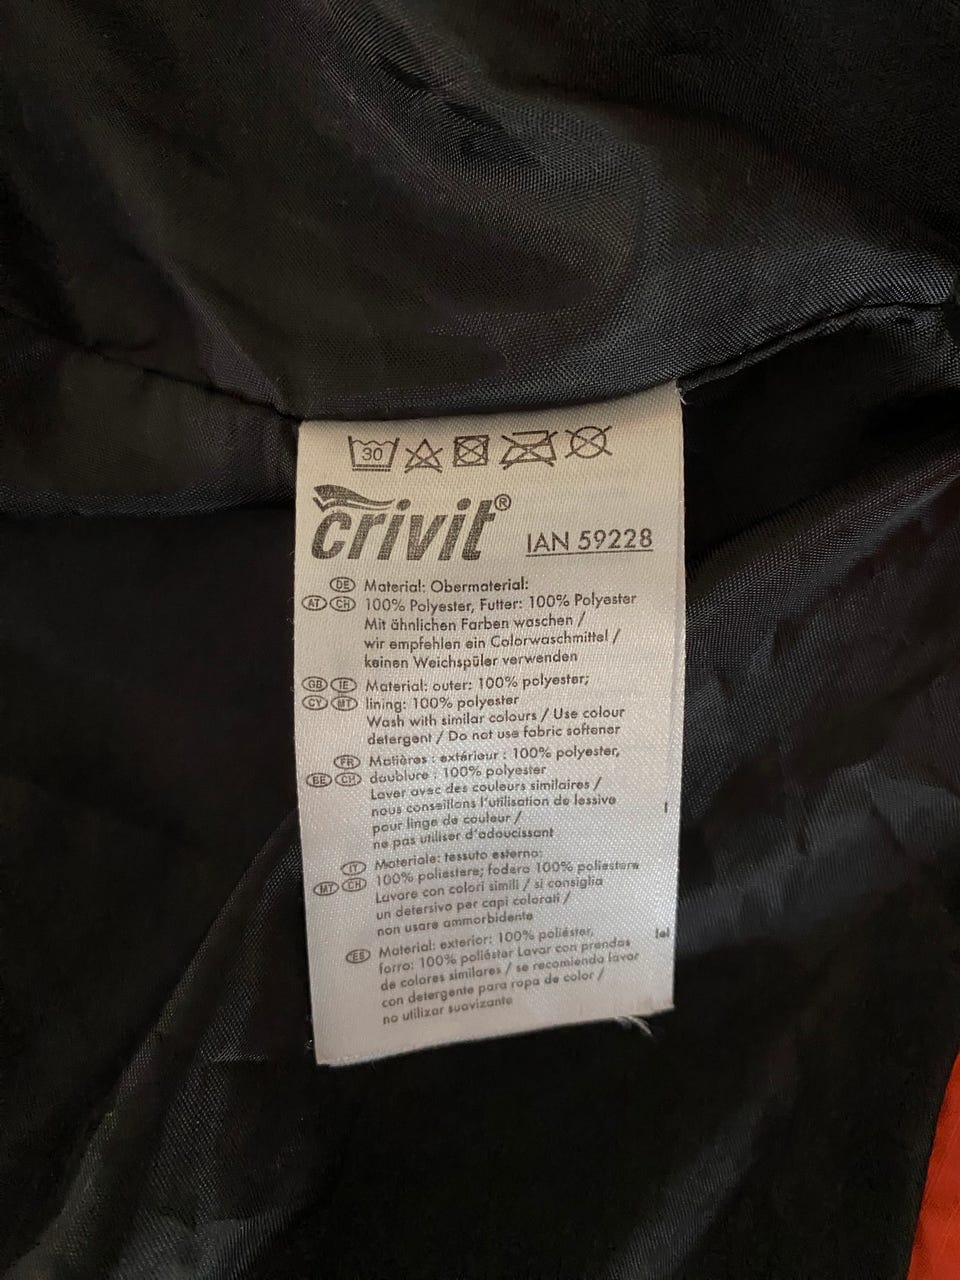 30
crivit®
IAN 59228
DE Material: Obermaterial:
AT CH 100% Polyester, Futter: 100% Polyester
Mit ähnlichen Farben waschen /
wir empfehlen ein Colorwaschmittel /
keinen Weichspüler verwenden
GB IE Material: outer: 100% polyester;
CY MT lining: 100% polyester
Wash with similar colours / Use colour
detergent / Do not use fabric softener
FR Matières : extérieur : 100% polyester,
BE CH doublure : 100% polyester
Laver avec des couleurs similaires /
nous conseillons l'utilisation de lessive
pour linge de couleur /
ne pas utiliser d'adoucissant
IT Materiale: tessuto esterno:
MT CH 100% poliestere; fodera 100% poliestere
Lavare con colori simili / si consiglia
un detersivo per capi colorati /
non usare ammorbidente
ES Material: exterior: 100% poliéster,
forro: 100% poliéster Lavar con prendas
de colores similares / se recomienda lavar
con detergente para ropa de color /
no utilizar suavizante